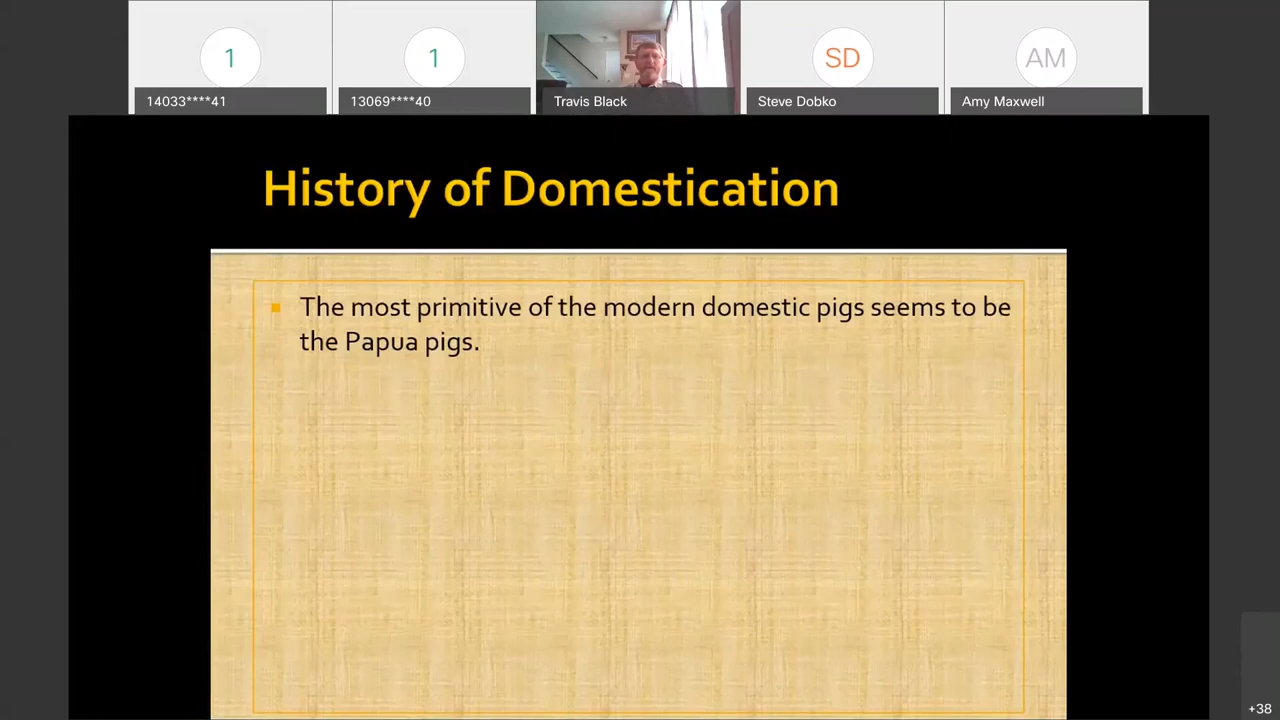 1
1
SD
AM
14033****41
13069****40
Travis Black
Steve Dobko
Amy Maxwell
History of Domestication
The most primitive of the modern domestic pigs seems to be
the Papua pigs.
+38